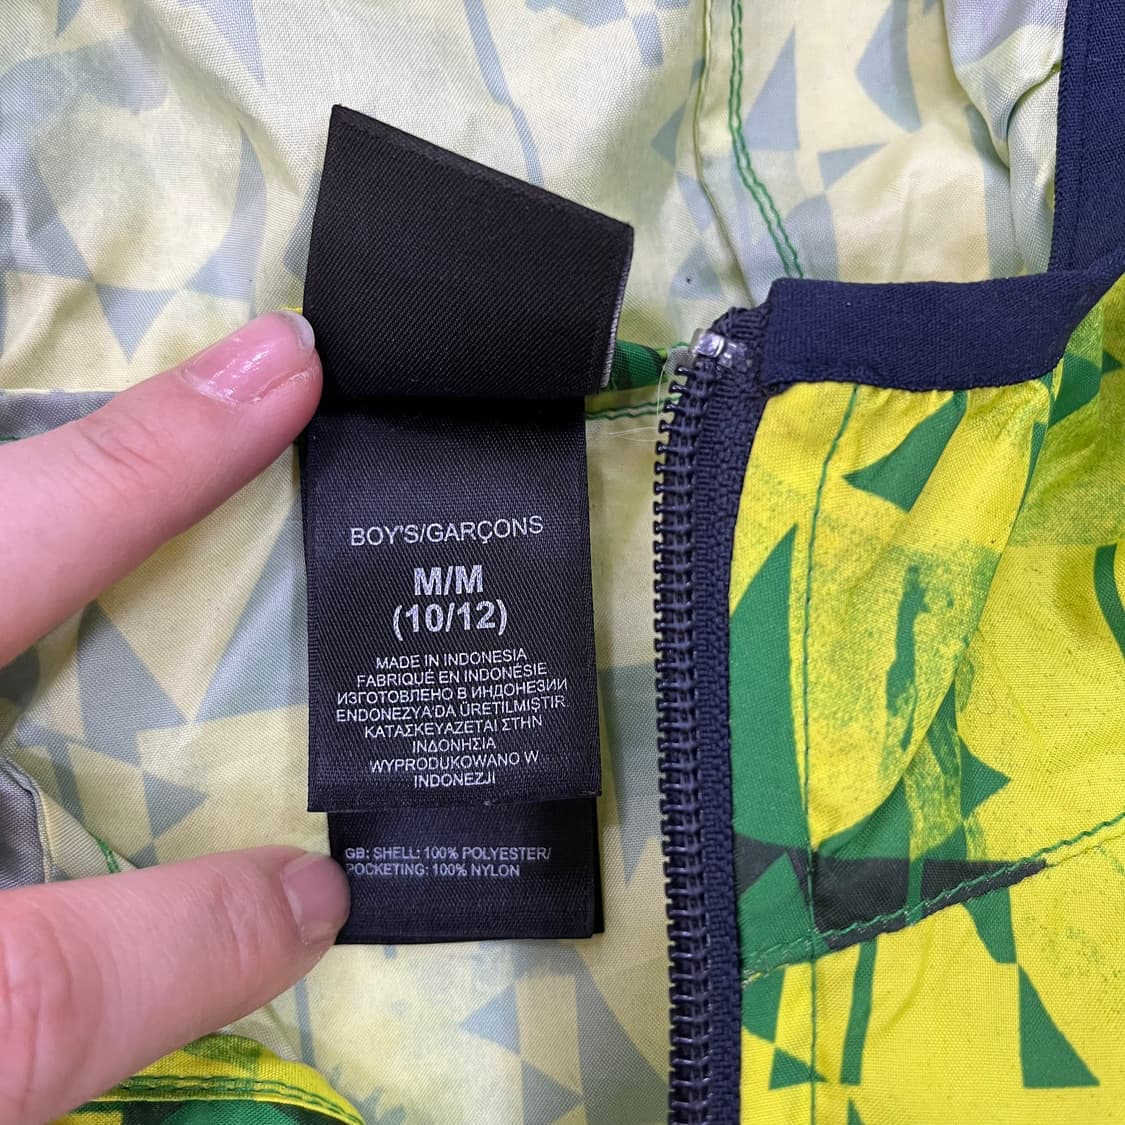 BOY'S/GARÇONS
M/M
(10/12)
MADE IN INDONESIA
FABRIQUÉ EN INDONÉSIE
ИЗГОТОВЛЕНО В ИНДОНЕЗИИ
ENDONEZYA'DA ÜRETILMIŞTIR.
ΚΑΤΑΣΚΕΥΑΖΕΤΑΙ ΣΤΗΝ
ΙΝΔΟΝΗΣΙΑ
WYPRODUKOWANO W
INDONEZJI
GB: SHELL: 100% POLYESTER/
POCKETING: 100% NYLON